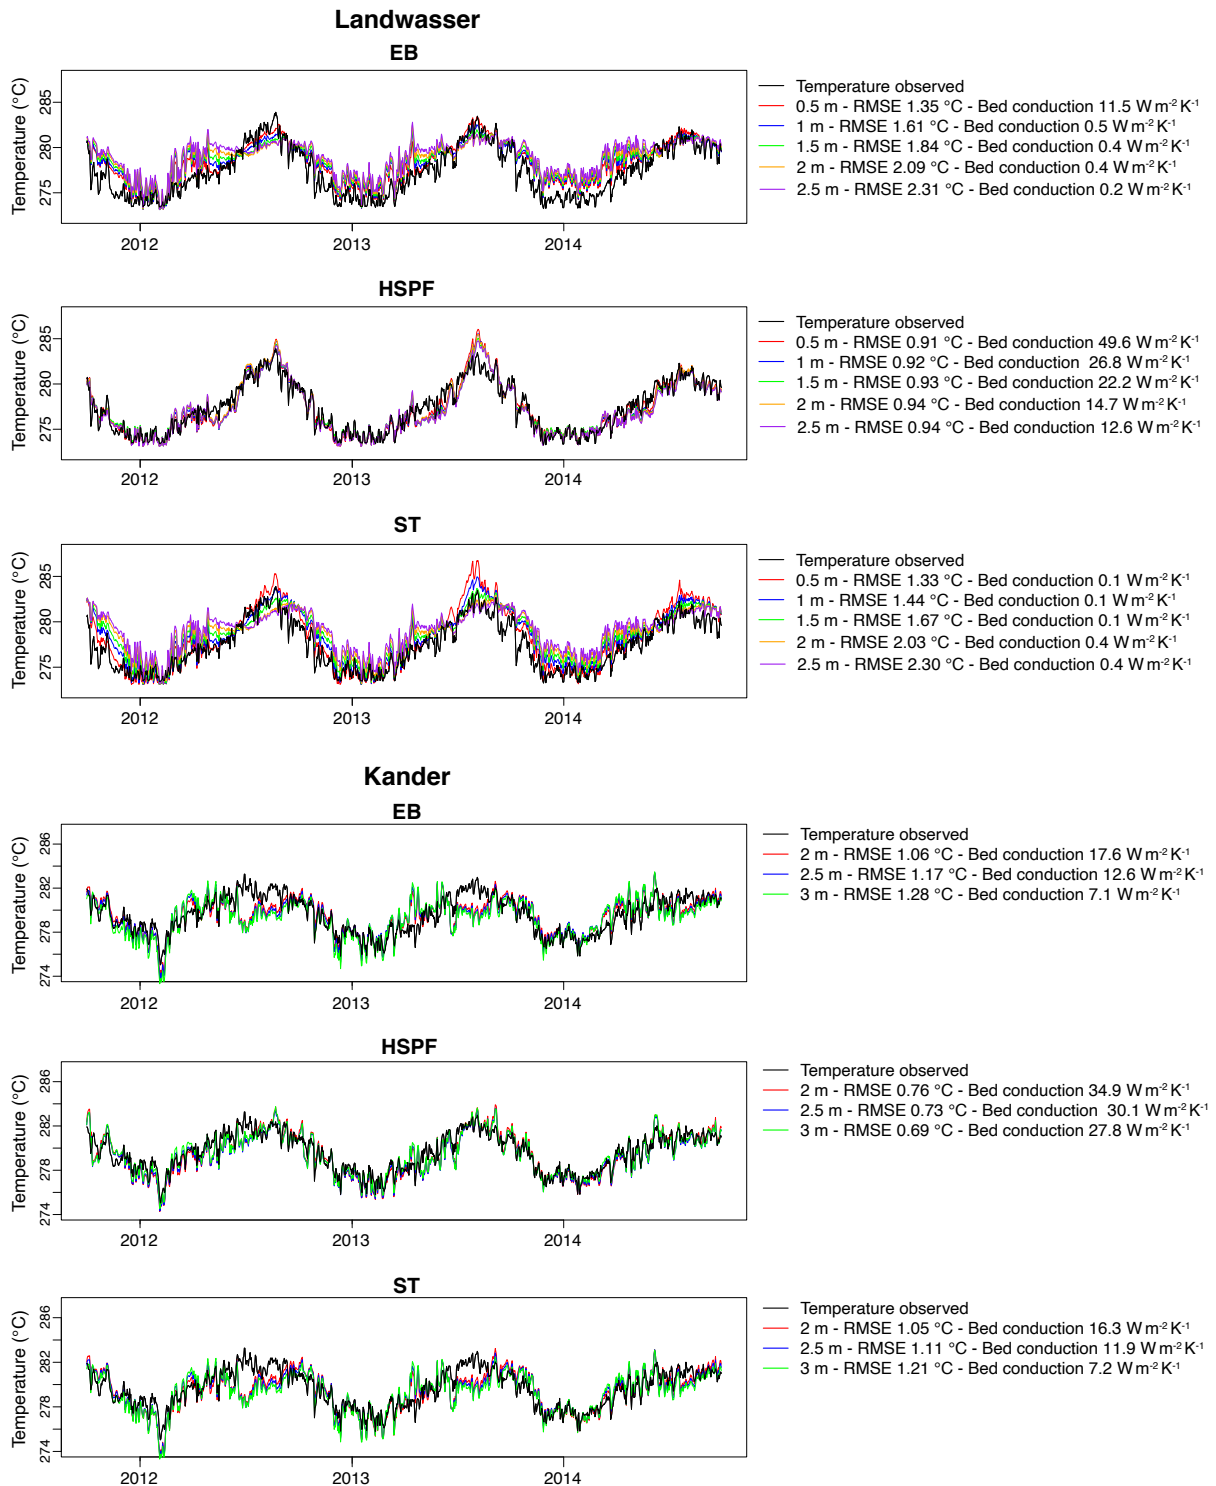 Landwasser
EB
Temperature (°C)
285
280
275
2012
2013
2014
Temperature observed
0.5 m - RMSE 1.35 °C - Bed conduction 11.5 W m⁻² K⁻¹
1 m - RMSE 1.61 °C - Bed conduction 0.5 W m⁻² K⁻¹
1.5 m - RMSE 1.84 °C - Bed conduction 0.4 W m⁻² K⁻¹
2 m - RMSE 2.09 °C - Bed conduction 0.4 W m⁻² K⁻¹
2.5 m - RMSE 2.31 °C - Bed conduction 0.2 W m⁻² K⁻¹
HSPF
Temperature (°C)
285
280
275
2012
2013
2014
Temperature observed
0.5 m - RMSE 0.91 °C - Bed conduction 49.6 W m⁻² K⁻¹
1 m - RMSE 0.92 °C - Bed conduction 26.8 W m⁻² K⁻¹
1.5 m - RMSE 0.93 °C - Bed conduction 22.2 W m⁻² K⁻¹
2 m - RMSE 0.94 °C - Bed conduction 14.7 W m⁻² K⁻¹
2.5 m - RMSE 0.94 °C - Bed conduction 12.6 W m⁻² K⁻¹
ST
Temperature (°C)
285
280
275
2012
2013
2014
Temperature observed
0.5 m - RMSE 1.33 °C - Bed conduction 0.1 W m⁻² K⁻¹
1 m - RMSE 1.44 °C - Bed conduction 0.1 W m⁻² K⁻¹
1.5 m - RMSE 1.67 °C - Bed conduction 0.1 W m⁻² K⁻¹
2 m - RMSE 2.03 °C - Bed conduction 0.4 W m⁻² K⁻¹
2.5 m - RMSE 2.30 °C - Bed conduction 0.4 W m⁻² K⁻¹
Kander
EB
Temperature (°C)
286
282
278
274
2012
2013
2014
Temperature observed
2 m - RMSE 1.06 °C - Bed conduction 17.6 W m⁻² K⁻¹
2.5 m - RMSE 1.17 °C - Bed conduction 12.6 W m⁻² K⁻¹
3 m - RMSE 1.28 °C - Bed conduction 7.1 W m⁻² K⁻¹
HSPF
Temperature (°C)
286
282
278
274
2012
2013
2014
Temperature observed
2 m - RMSE 0.76 °C - Bed conduction 34.9 W m⁻² K⁻¹
2.5 m - RMSE 0.73 °C - Bed conduction 30.1 W m⁻² K⁻¹
3 m - RMSE 0.69 °C - Bed conduction 27.8 W m⁻² K⁻¹
ST
Temperature (°C)
286
282
278
274
2012
2013
2014
Temperature observed
2 m - RMSE 1.05 °C - Bed conduction 16.3 W m⁻² K⁻¹
2.5 m - RMSE 1.11 °C - Bed conduction 11.9 W m⁻² K⁻¹
3 m - RMSE 1.21 °C - Bed conduction 7.2 W m⁻² K⁻¹